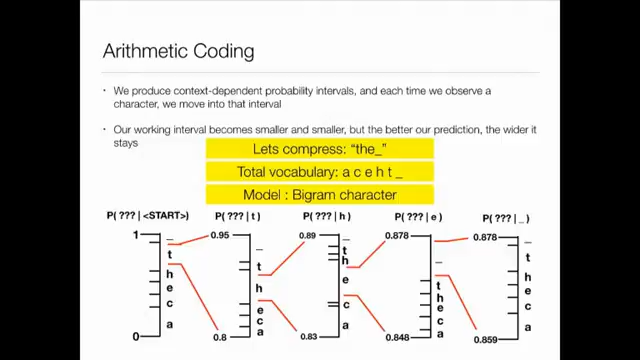 Arithmetic Coding
• We produce context-dependent probability intervals, and each time we observe a
character, we move into that interval
• Our working interval becomes smaller and smaller, but the better our prediction, the wider it
stays
Lets compress: "the_"
Total vocabulary: a c e h t _
Model : Bigram character
P( ??? | <START>) P( ??? | t ) P( ??? | h ) P( ??? | e ) P( ??? | _ )
1 _ 0.95 0.89 _ 0.878 0.878 _
t _ t t
t h _
h h h
e e t e
h
c e c e c
c c
a a a a a
0 0.8 0.83 0.848 0.859